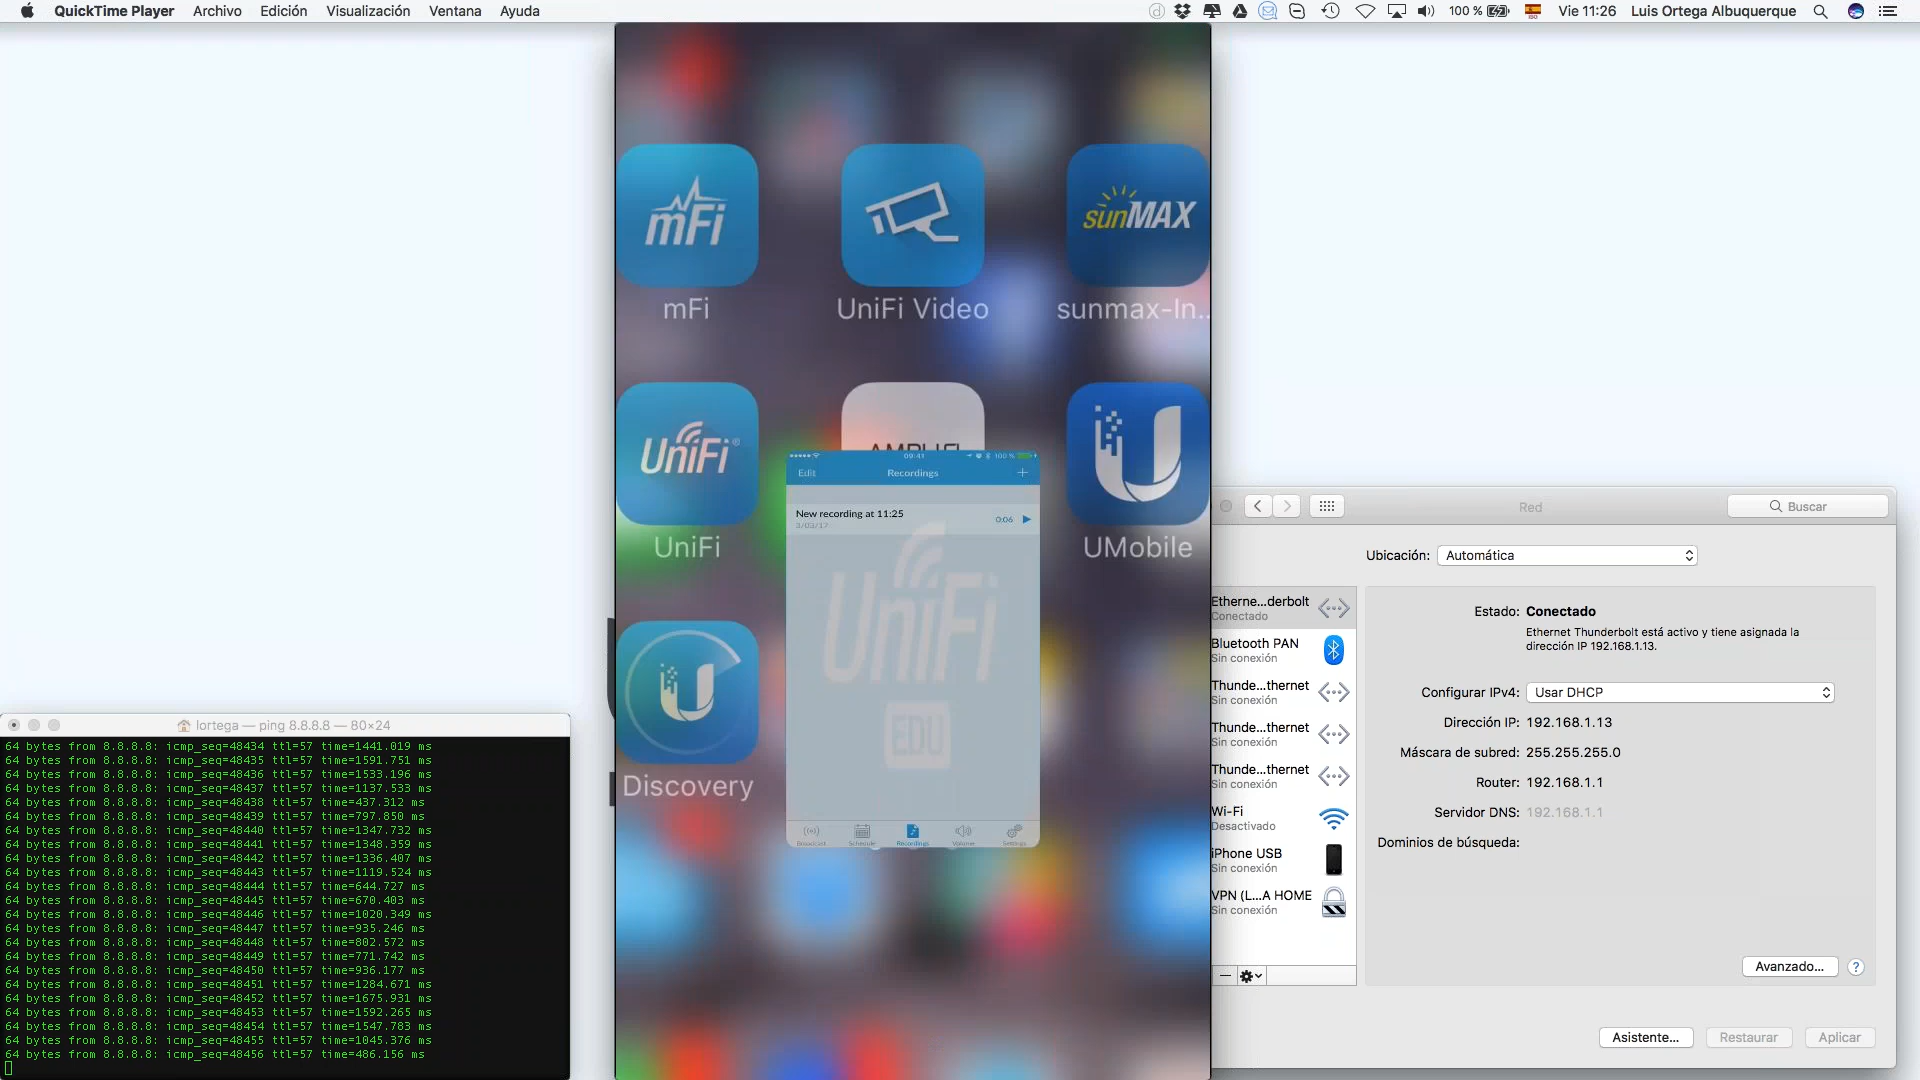 QuickTime Player Archivo Edición Visualización Ventana Ayuda
100 % ISO Vie 11:26 Luis Ortega Albuquerque
mFi
UniFi Video
sunMAX
sunmax-In...
mFi
UniFi
UniFi
AMPLIFI
UMobile
Discovery
09:41 100 %
Edit Recordings +
New recording at 11:25
3/03/17
0:06
UniFi
EDU
Broadcast Schedule Recordings Volume Settings
lortega — ping 8.8.8.8 — 80×24
64 bytes from 8.8.8.8: icmp_seq=48434 ttl=57 time=1441.019 ms
64 bytes from 8.8.8.8: icmp_seq=48435 ttl=57 time=1591.751 ms
64 bytes from 8.8.8.8: icmp_seq=48436 ttl=57 time=1533.196 ms
64 bytes from 8.8.8.8: icmp_seq=48437 ttl=57 time=1137.533 ms
64 bytes from 8.8.8.8: icmp_seq=48438 ttl=57 time=437.312 ms
64 bytes from 8.8.8.8: icmp_seq=48439 ttl=57 time=797.850 ms
64 bytes from 8.8.8.8: icmp_seq=48440 ttl=57 time=1347.732 ms
64 bytes from 8.8.8.8: icmp_seq=48441 ttl=57 time=1348.359 ms
64 bytes from 8.8.8.8: icmp_seq=48442 ttl=57 time=1336.407 ms
64 bytes from 8.8.8.8: icmp_seq=48443 ttl=57 time=1119.524 ms
64 bytes from 8.8.8.8: icmp_seq=48444 ttl=57 time=644.727 ms
64 bytes from 8.8.8.8: icmp_seq=48445 ttl=57 time=670.403 ms
64 bytes from 8.8.8.8: icmp_seq=48446 ttl=57 time=1020.349 ms
64 bytes from 8.8.8.8: icmp_seq=48447 ttl=57 time=935.246 ms
64 bytes from 8.8.8.8: icmp_seq=48448 ttl=57 time=802.572 ms
64 bytes from 8.8.8.8: icmp_seq=48449 ttl=57 time=771.742 ms
64 bytes from 8.8.8.8: icmp_seq=48450 ttl=57 time=936.177 ms
64 bytes from 8.8.8.8: icmp_seq=48451 ttl=57 time=1284.671 ms
64 bytes from 8.8.8.8: icmp_seq=48452 ttl=57 time=1675.931 ms
64 bytes from 8.8.8.8: icmp_seq=48453 ttl=57 time=1592.265 ms
64 bytes from 8.8.8.8: icmp_seq=48454 ttl=57 time=1547.783 ms
64 bytes from 8.8.8.8: icmp_seq=48455 ttl=57 time=1045.376 ms
64 bytes from 8.8.8.8: icmp_seq=48456 ttl=57 time=486.156 ms
Red
Buscar
Ubicación: Automática
Etherne...derbolt
Conectado
Bluetooth PAN
Sin conexión
Thunde...thernet
Sin conexión
Thunde...thernet
Sin conexión
Thunde...thernet
Sin conexión
Wi-Fi
Desactivado
iPhone USB
Sin conexión
VPN (L...A HOME
Sin conexión
Estado: Conectado
Ethernet Thunderbolt está activo y tiene asignada la
dirección IP 192.168.1.13.
Configurar IPv4: Usar DHCP
Dirección IP: 192.168.1.13
Máscara de subred: 255.255.255.0
Router: 192.168.1.1
Servidor DNS: 192.168.1.1
Dominios de búsqueda:
Avanzado... ?
Asistente... Restaurar Aplicar